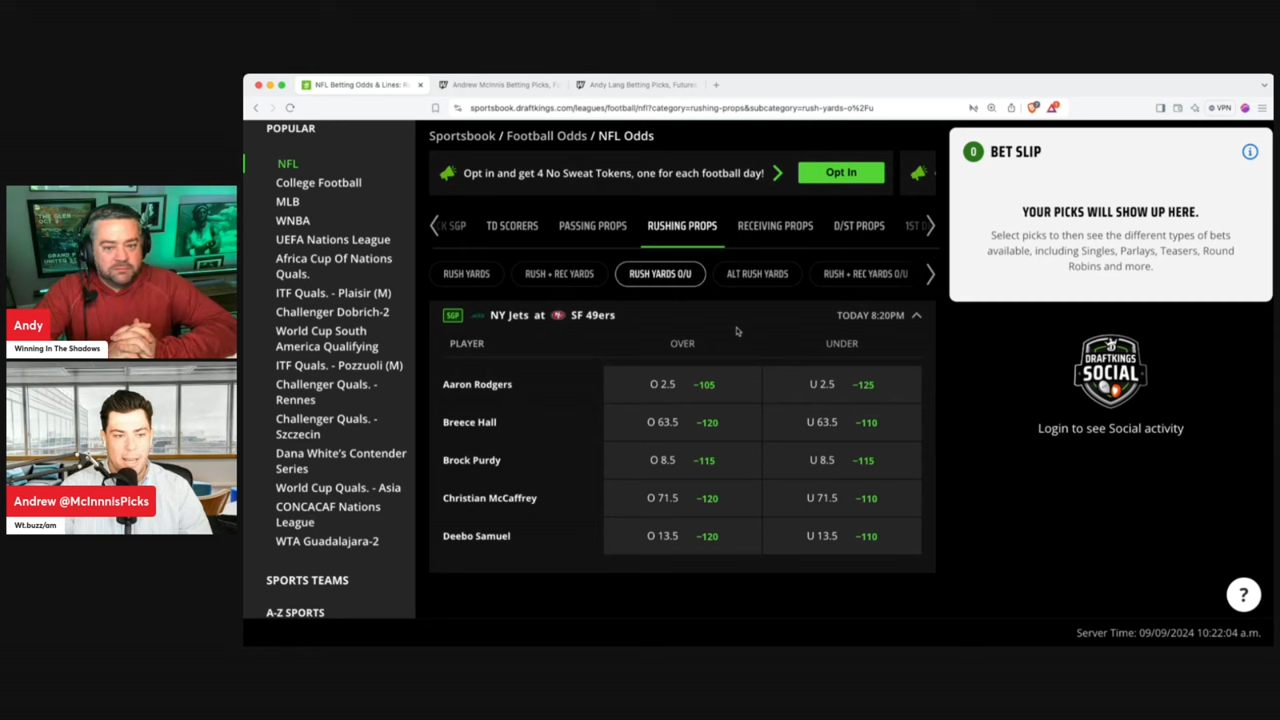 NFL Betting Odds & Lines: R
Andrew McInnis Betting Picks, F
Andy Lang Betting Picks, Future
sportsbook.draftkings.com/leagues/football/nfl?category=rushing-props&subcategory=rush-yards-o%2Fu
VPN
POPULAR
NFL
College Football
MLB
WNBA
UEFA Nations League
Africa Cup Of Nations
Quals.
ITF Quals. - Plaisir (M)
Challenger Dobrich-2
World Cup South
America Qualifying
ITF Quals. - Pozzuoli (M)
Challenger Quals. -
Rennes
Challenger Quals. -
Szczecin
Dana White's Contender
Series
World Cup Quals. - Asia
CONCACAF Nations
League
WTA Guadalajara-2
SPORTS TEAMS
A-Z SPORTS
Sportsbook / Football Odds / NFL Odds
Opt in and get 4 No Sweat Tokens, one for each football day!
Opt In
K SGP TD SCORERS PASSING PROPS RUSHING PROPS RECEIVING PROPS D/ST PROPS 1ST
RUSH YARDS RUSH + REC YARDS RUSH YARDS O/U ALT RUSH YARDS RUSH + REC YARDS O/U
SGP NY Jets at SF 49ers TODAY 8:20PM
PLAYER OVER UNDER
Aaron Rodgers O 2.5 −105 U 2.5 −125
Breece Hall O 63.5 −120 U 63.5 −110
Brock Purdy O 8.5 −115 U 8.5 −115
Christian McCaffrey O 71.5 −120 U 71.5 −110
Deebo Samuel O 13.5 −120 U 13.5 −110
0 BET SLIP
YOUR PICKS WILL SHOW UP HERE.
Select picks to then see the different types of bets
available, including Singles, Parlays, Teasers, Round
Robins and more.
DRAFTKINGS
SOCIAL
Login to see Social activity
?
Server Time: 09/09/2024 10:22:04 a.m.
Andy
Winning In The Shadows
Andrew @McInnnisPicks
Wt.buzz/am